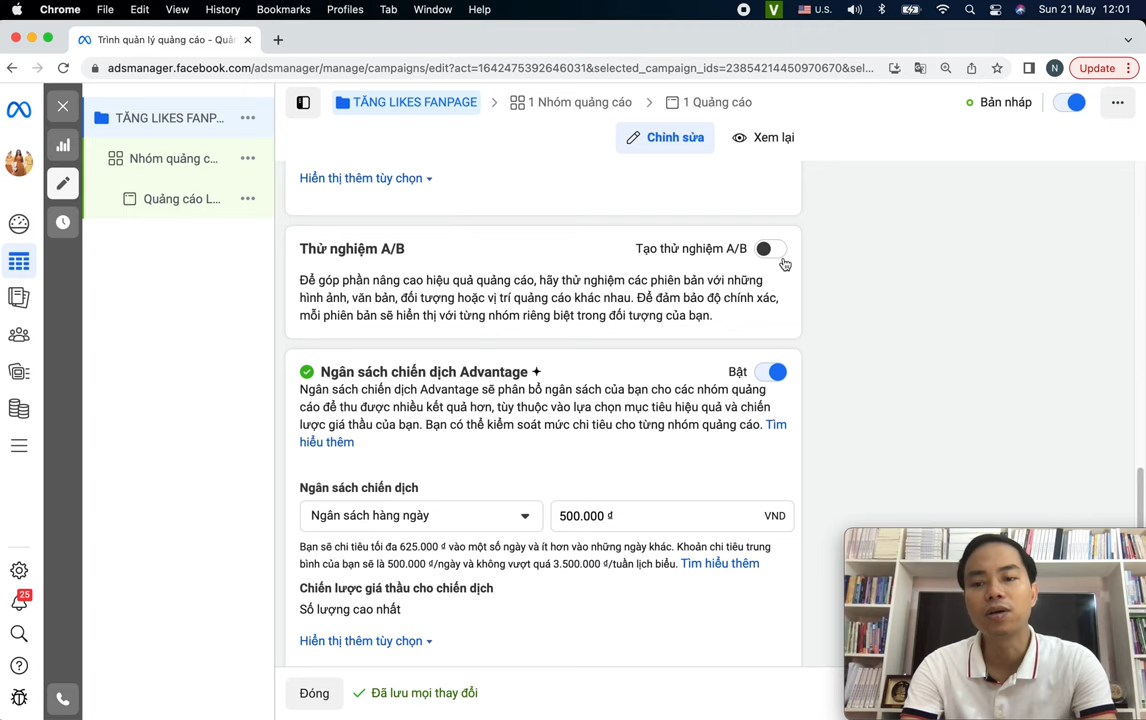 Chrome File Edit View History Bookmarks Profiles Tab Window Help
V U.S. Sun 21 May 12:01
Trình quản lý quảng cáo - Quả
adsmanager.facebook.com/adsmanager/manage/campaigns/edit?act=1642475392646031&selected_campaign_ids=23854214450970670&sel...
N Update
TĂNG LIKES FANP...
Nhóm quảng c...
Quảng cáo L...
TĂNG LIKES FANPAGE
1 Nhóm quảng cáo
1 Quảng cáo
Bản nháp
Chỉnh sửa
Xem lại
Hiển thị thêm tùy chọn
Thử nghiệm A/B
Tạo thử nghiệm A/B
Để góp phần nâng cao hiệu quả quảng cáo, hãy thử nghiệm các phiên bản với những
hình ảnh, văn bản, đối tượng hoặc vị trí quảng cáo khác nhau. Để đảm bảo độ chính xác,
mỗi phiên bản sẽ hiển thị với từng nhóm riêng biệt trong đối tượng của bạn.
Ngân sách chiến dịch Advantage +
Bật
Ngân sách chiến dịch Advantage sẽ phân bổ ngân sách của bạn cho các nhóm quảng
cáo để thu được nhiều kết quả hơn, tùy thuộc vào lựa chọn mục tiêu hiệu quả và chiến
lược giá thầu của bạn. Bạn có thể kiểm soát mức chi tiêu cho từng nhóm quảng cáo. Tìm
hiểu thêm
Ngân sách chiến dịch
Ngân sách hàng ngày
500.000 ₫
VND
Bạn sẽ chi tiêu tối đa 625.000 ₫ vào một số ngày và ít hơn vào những ngày khác. Khoản chi tiêu trung
bình của bạn sẽ là 500.000 ₫/ngày và không vượt quá 3.500.000 ₫/tuần lịch biểu. Tìm hiểu thêm
Chiến lược giá thầu cho chiến dịch
Số lượng cao nhất
Hiển thị thêm tùy chọn
25
Đóng
Đã lưu mọi thay đổi